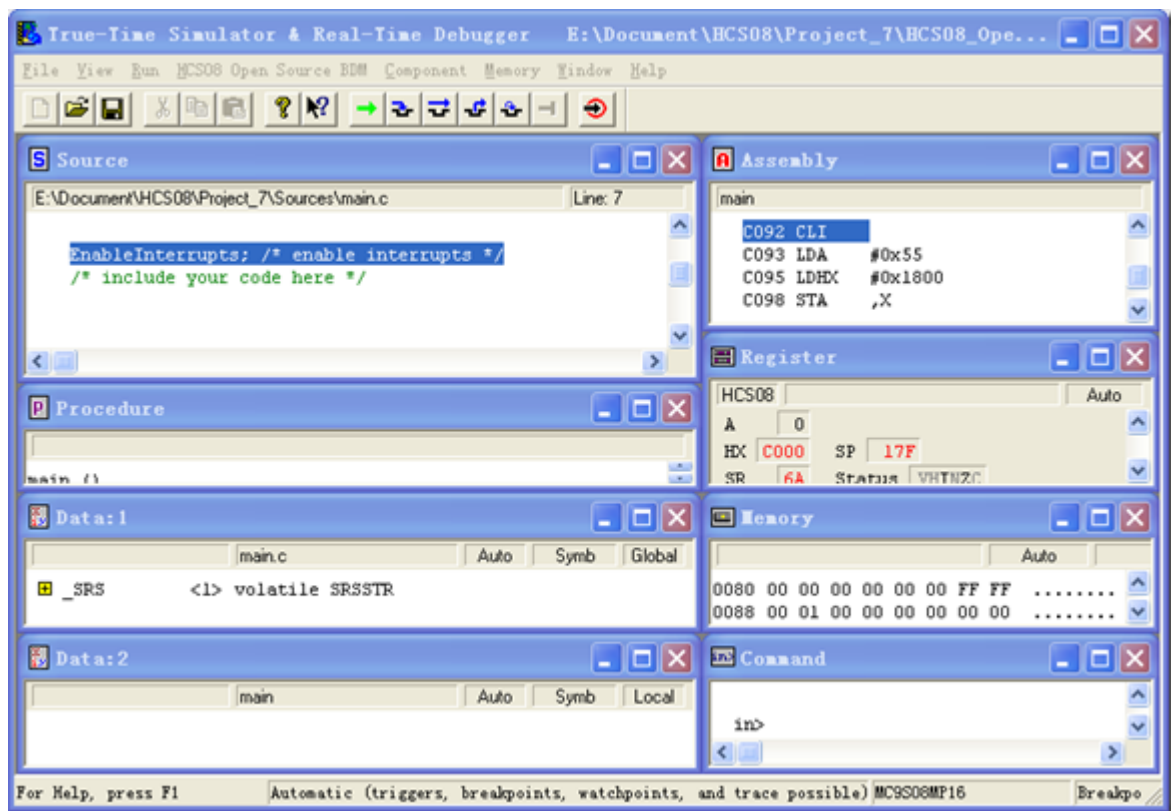 True-Time Simulator & Real-Time Debugger E:\Document\HCS08\Project_7\HCS08_Ope...
File View Run HCS08 Open Source BDM Component Memory Window Help
Source
E:\Document\HCS08\Project_7\Sources\main.c Line: 7
EnableInterrupts; /* enable interrupts */
/* include your code here */
Procedure
main ()
Data:1
main.c Auto Symb Global
_SRS <1> volatile SRSSTR
Data:2
main Auto Symb Local
Assembly
main
C092 CLI
C093 LDA #0x55
C095 LDHX #0x1800
C098 STA ,X
Register
HCS08 Auto
A 0
HX C000 SP 17F
SR 6A Status VHINZC
Memory
Auto
0080 00 00 00 00 00 00 FF FF ........
0088 00 01 00 00 00 00 00 00 ........
Command
in>
For Help, press F1 Automatic (triggers, breakpoints, watchpoints, and trace possible) MC9S08MP16 Breakpo